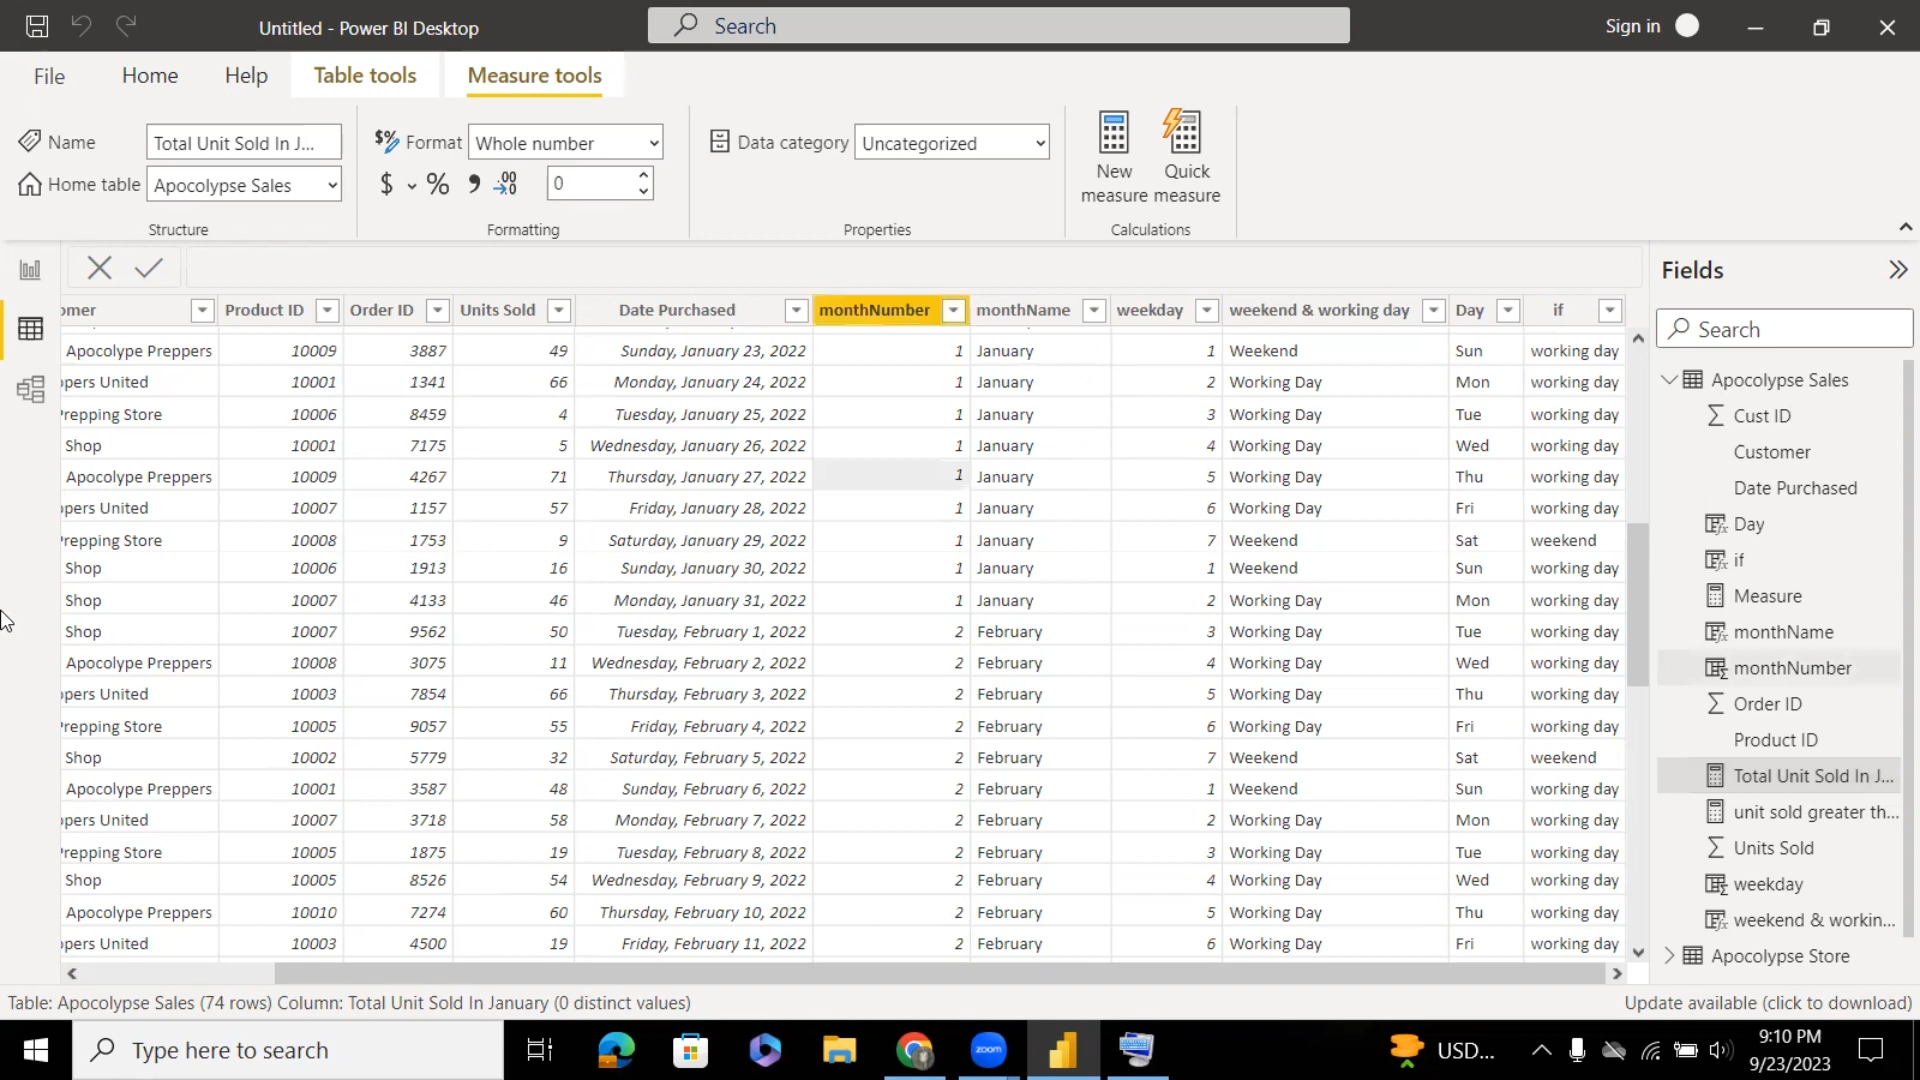 Untitled - Power BI Desktop
Search
Sign in
File
Home
Help
Table tools
Measure tools
Name
Total Unit Sold In J...
Home table
Apocolypse Sales
Structure
$% Format
Whole number
$ % 9 .00 →.0
0
Formatting
Data category
Uncategorized
Properties
New measure
Quick measure
Calculations
omer Product ID Order ID Units Sold Date Purchased monthNumber monthName weekday weekend & working day Day if
Apocolype Preppers 10009 3887 49 Sunday, January 23, 2022 1 January 1 Weekend Sun working day
ppers United 10001 1341 66 Monday, January 24, 2022 1 January 2 Working Day Mon working day
Prepping Store 10006 8459 4 Tuesday, January 25, 2022 1 January 3 Working Day Tue working day
Shop 10001 7175 5 Wednesday, January 26, 2022 1 January 4 Working Day Wed working day
Apocolype Preppers 10009 4267 71 Thursday, January 27, 2022 1 January 5 Working Day Thu working day
ppers United 10007 1157 57 Friday, January 28, 2022 1 January 6 Working Day Fri working day
Prepping Store 10008 1753 9 Saturday, January 29, 2022 1 January 7 Weekend Sat weekend
Shop 10006 1913 16 Sunday, January 30, 2022 1 January 1 Weekend Sun working day
Shop 10007 4133 46 Monday, January 31, 2022 1 January 2 Working Day Mon working day
Shop 10007 9562 50 Tuesday, February 1, 2022 2 February 3 Working Day Tue working day
Apocolype Preppers 10008 3075 11 Wednesday, February 2, 2022 2 February 4 Working Day Wed working day
ppers United 10003 7854 66 Thursday, February 3, 2022 2 February 5 Working Day Thu working day
Prepping Store 10005 9057 55 Friday, February 4, 2022 2 February 6 Working Day Fri working day
Shop 10002 5779 32 Saturday, February 5, 2022 2 February 7 Weekend Sat weekend
Apocolype Preppers 10001 3587 48 Sunday, February 6, 2022 2 February 1 Weekend Sun working day
ppers United 10007 3718 58 Monday, February 7, 2022 2 February 2 Working Day Mon working day
Prepping Store 10005 1875 19 Tuesday, February 8, 2022 2 February 3 Working Day Tue working day
Shop 10005 8526 54 Wednesday, February 9, 2022 2 February 4 Working Day Wed working day
Apocolype Preppers 10010 7274 60 Thursday, February 10, 2022 2 February 5 Working Day Thu working day
ppers United 10003 4500 19 Friday, February 11, 2022 2 February 6 Working Day Fri working day
Fields
Search
Apocolypse Sales
Cust ID
Customer
Date Purchased
Day
if
Measure
monthName
monthNumber
Order ID
Product ID
Total Unit Sold In J...
unit sold greater th...
Units Sold
weekday
weekend & workin...
Apocolypse Store
Table: Apocolypse Sales (74 rows) Column: Total Unit Sold In January (0 distinct values)
Update available (click to download)
Type here to search
zoom
USD...
9:10 PM
9/23/2023